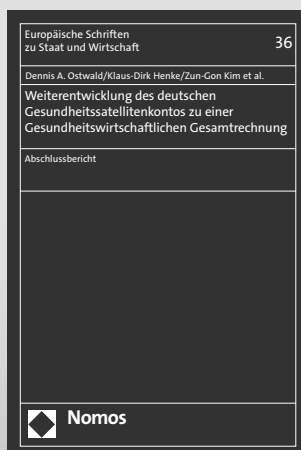 Europäische Schriften
zu Staat und Wirtschaft
36
Dennis A. Ostwald/Klaus-Dirk Henke/Zun-Gon Kim et al.
Weiterentwicklung des deutschen
Gesundheitssatellitenkontos zu einer
Gesundheitswirtschaftlichen Gesamtrechnung
Abschlussbericht
Nomos